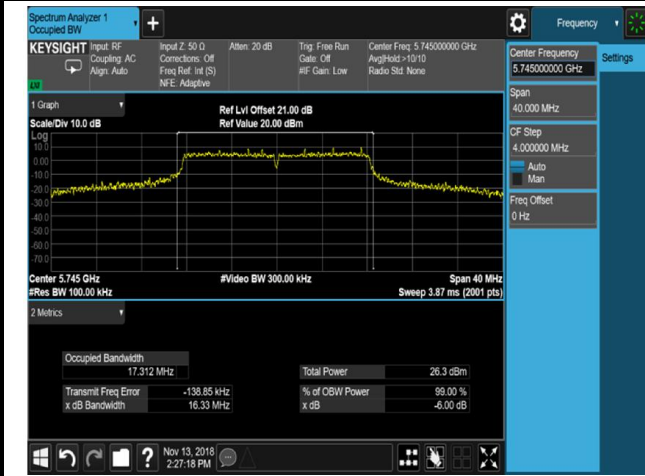 Spectrum Analyzer 1
Occupied BW
Frequency
KEYSIGHT
Input: RF
Coupling: AC
Align: Auto
Input Z: 50 Ω
Corrections: Off
Freq Ref: Int (S)
NFE: Adaptive
Atten: 20 dB
Trig: Free Run
Gate: Off
#IF Gain: Low
Center Freq: 5.745000000 GHz
Avg|Hold:>10/10
Radio Std: None
LXI
Center Frequency
5.745000000 GHz
Settings
Span
40.000 MHz
CF Step
4.000000 MHz
Auto
Man
Freq Offset
0 Hz
1 Graph
Scale/Div 10.0 dB
Ref Lvl Offset 21.00 dB
Ref Value 20.00 dBm
Log
10.0
0.00
-10.0
-20.0
-30.0
-40.0
-50.0
-60.0
-70.0
Center 5.745 GHz
#Video BW 300.00 kHz
Span 40 MHz
#Res BW 100.00 kHz
Sweep 3.87 ms (2001 pts)
2 Metrics
Occupied Bandwidth
17.312 MHz
Total Power
26.3 dBm
Transmit Freq Error
-138.85 kHz
% of OBW Power
99.00 %
x dB Bandwidth
16.33 MHz
x dB
-6.00 dB
?
Nov 13, 2018
2:27:18 PM